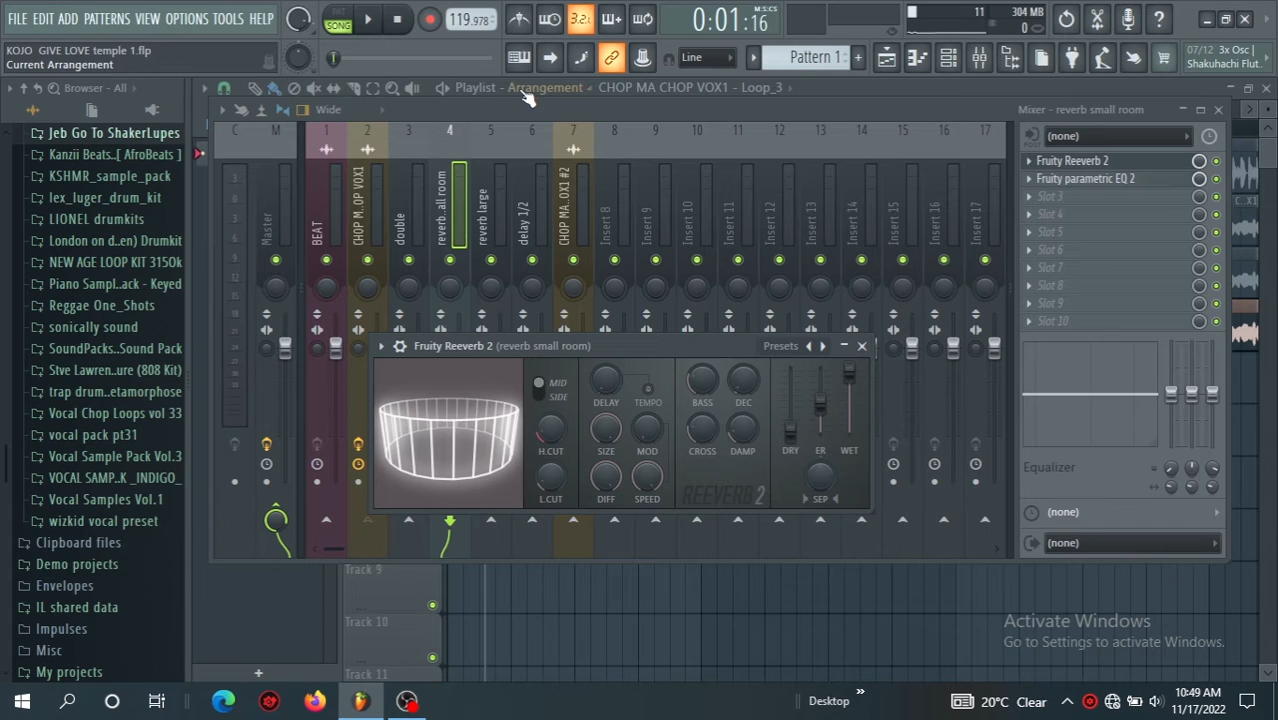 FILE EDIT ADD PATTERNS VIEW OPTIONS TOOLS HELP
PAT
SONG
119.978
3.2
0:01:16
11
304 MB
0
KOJO GIVE LOVE temple 1.flp
Current Arrangement
Line
Pattern 1
07/12 3x Osc |
Shakuhachi Flut..
Browser - All
Playlist - Arrangement
CHOP MA CHOP VOX1 - Loop_3
Wide
Mixer - reverb small room
C M 1 2 3 4 5 6 7 8 9 10 11 12 13 14 15 16 17
Master
BEAT
CHOP M..OP VOX1
double
reverb..all room
reverb large
delay 1/2
CHOP MA..OX1 #2
Insert 8
Insert 9
Insert 10
Insert 11
Insert 12
Insert 13
Insert 14
Insert 15
Insert 16
Insert 17
POST
(none)
Fruity Reeverb 2
Fruity parametric EQ 2
Slot 3
Slot 4
Slot 5
Slot 6
Slot 7
Slot 8
Slot 9
Slot 10
Equalizer
(none)
(none)
Jeb Go To ShakerLupes
Kanzii Beats..[ AfroBeats ]
KSHMR_sample_pack
lex_luger_drum_kit
LIONEL drumkits
London on d..en) Drumkit
NEW AGE LOOP KIT 3150k
Piano Sampl..ack - Keyed
Reggae One_Shots
sonically sound
SoundPacks..Sound Pack
Stve Lawren..ure (808 Kit)
trap drum..etamorphose
Vocal Chop Loops vol 33
vocal pack pt31
Vocal Sample Pack Vol.3
VOCAL SAMP..K _INDIGO_
Vocal Samples Vol.1
wizkid vocal preset
Clipboard files
Demo projects
Envelopes
IL shared data
Impulses
Misc
My projects
Fruity Reeverb 2 (reverb small room)
Presets
MID
SIDE
H.CUT
L.CUT
DELAY
TEMPO
SIZE
MOD
DIFF
SPEED
BASS
DEC
CROSS
DAMP
REEVERB 2
DRY
ER
WET
SEP
Track 9
Track 10
Track 11
Activate Windows
Go to Settings to activate Windows.
Desktop
20°C Clear
10:49 AM
11/17/2022